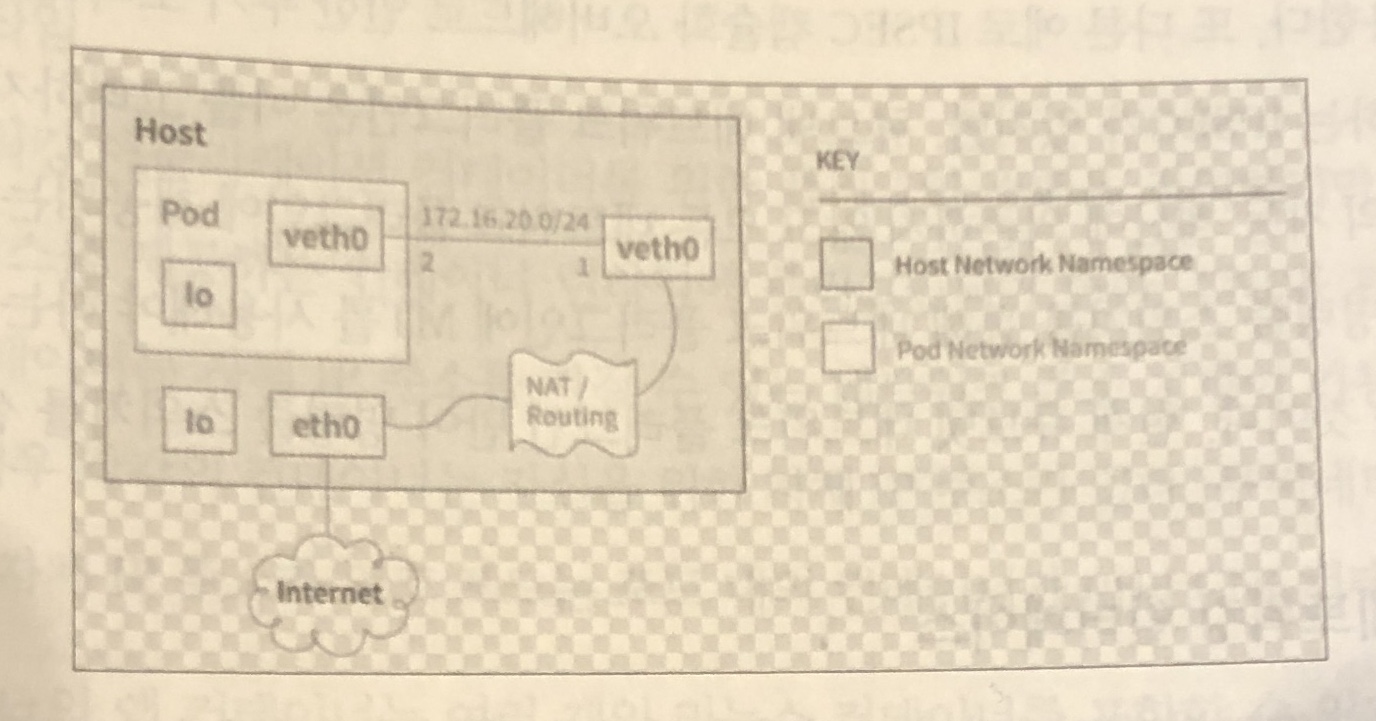 Host
Pod
veth0
172.16.20.0/24
veth0
2
1
lo
NAT /
Routing
lo
eth0
Internet
KEY
Host Network Namespace
Pod Network Namespace